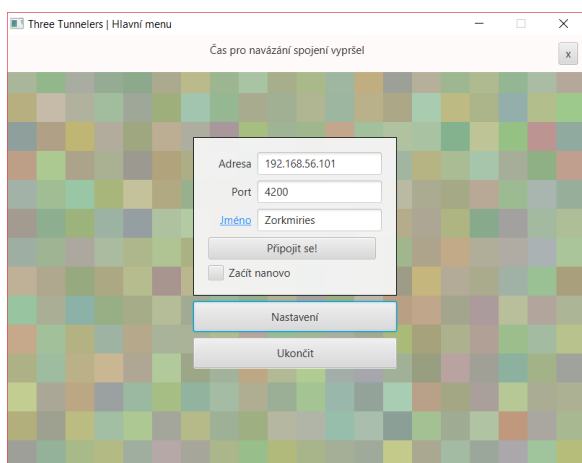 Three Tunnelers | Hlavní menu
Čas pro navázání spojení vypršel
x
Adresa 192.168.56.101
Port 4200
Jméno Zorkmiries
Připojit se!
Začít nanovo
Nastavení
Ukončit